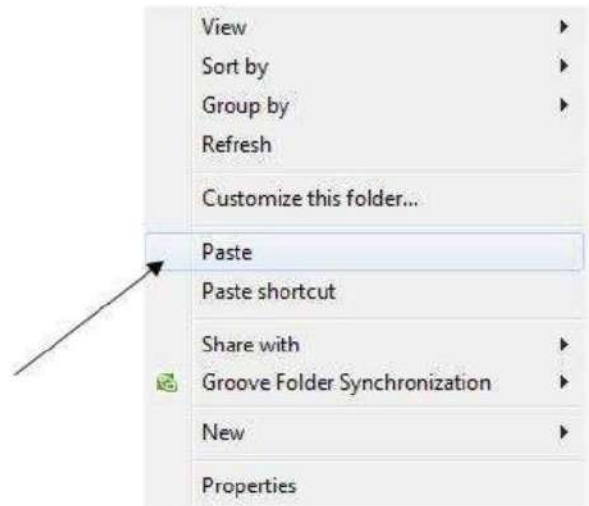 View
Sort by
Group by
Refresh
Customize this folder...
Paste
Paste shortcut
Share with
Groove Folder Synchronization
New
Properties